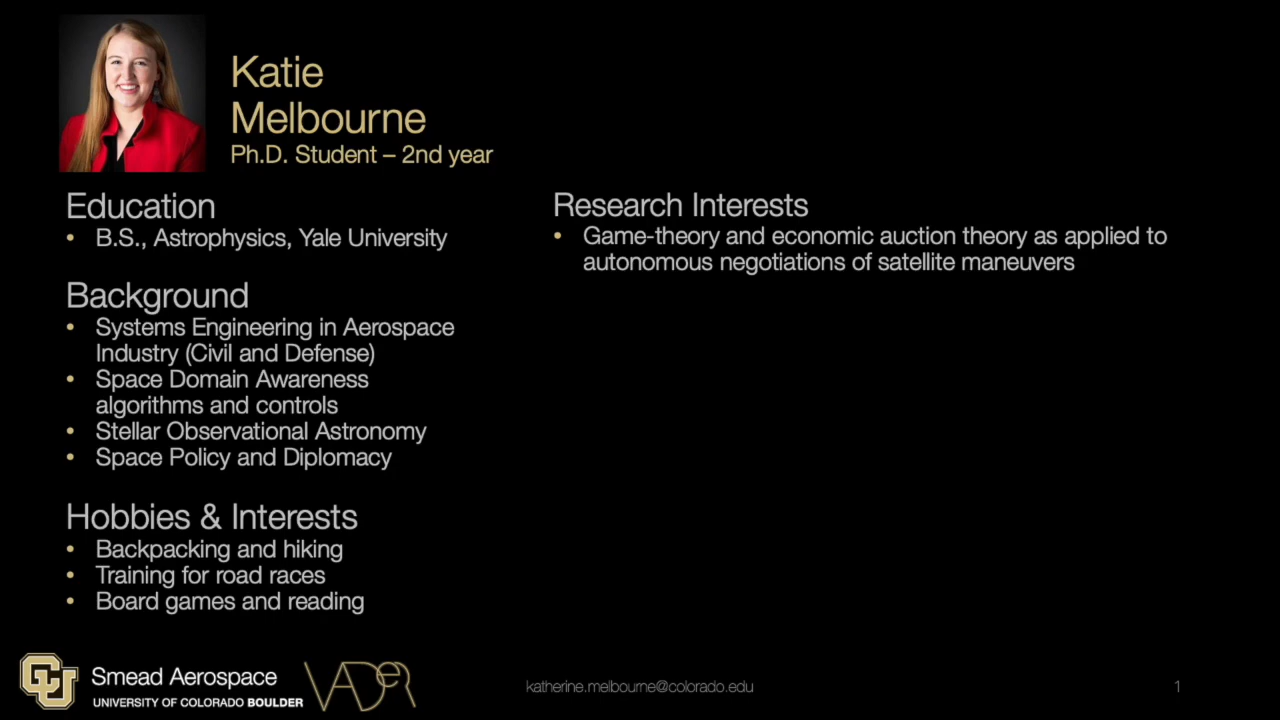 Katie
Melbourne
Ph.D. Student – 2nd year
Education
• B.S., Astrophysics, Yale University
Background
• Systems Engineering in Aerospace
Industry (Civil and Defense)
• Space Domain Awareness
algorithms and controls
• Stellar Observational Astronomy
• Space Policy and Diplomacy
Hobbies & Interests
• Backpacking and hiking
• Training for road races
• Board games and reading
Research Interests
• Game-theory and economic auction theory as applied to
autonomous negotiations of satellite maneuvers
CU
Smead Aerospace
UNIVERSITY OF COLORADO BOULDER
VADeR
katherine.melbourne@colorado.edu
1